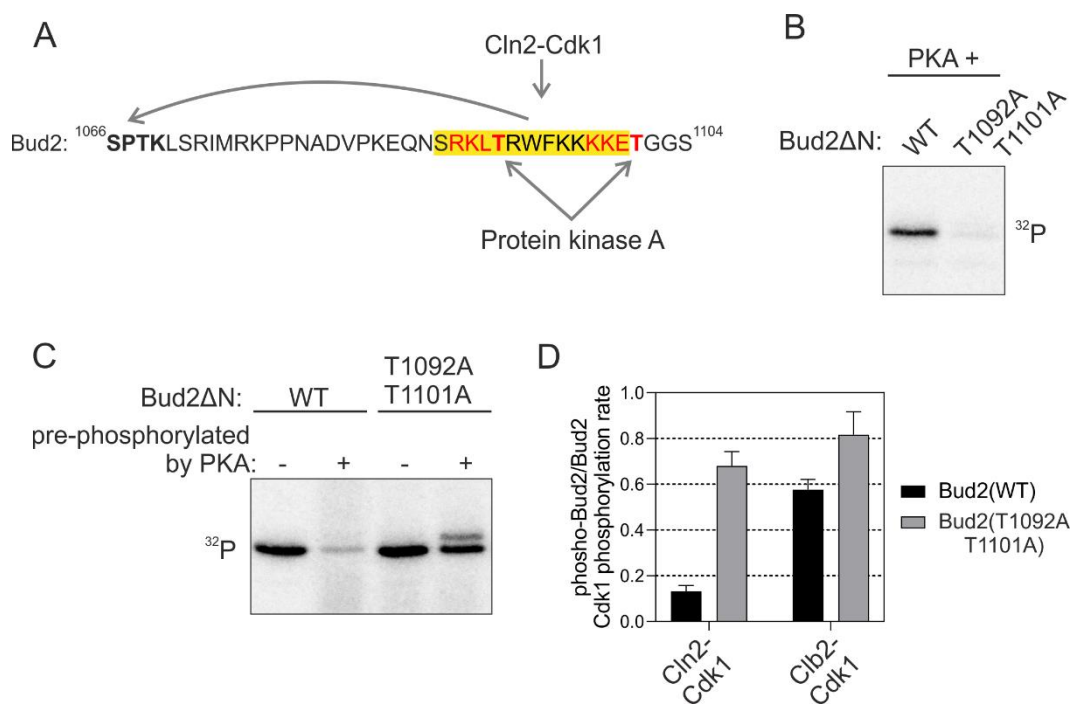 A
Cln2-Cdk1
Bud2: 1066SPTKLSRIMRKPPNADVPKEQNSRKLTRWFKKKKETGGS1104
Protein kinase A
B
PKA +
Bud2ΔN: WT T1092A T1101A
32P
C
T1092A
Bud2ΔN: WT T1101A
pre-phosphorylated
by PKA: - + - +
32P
D
phosho-Bud2/Bud2
Cdk1 phosphorylation rate
1.0
0.8
0.6
0.4
0.2
0.0
Cln2-
Cdk1
Clb2-
Cdk1
Bud2(WT)
Bud2(T1092A
T1101A)